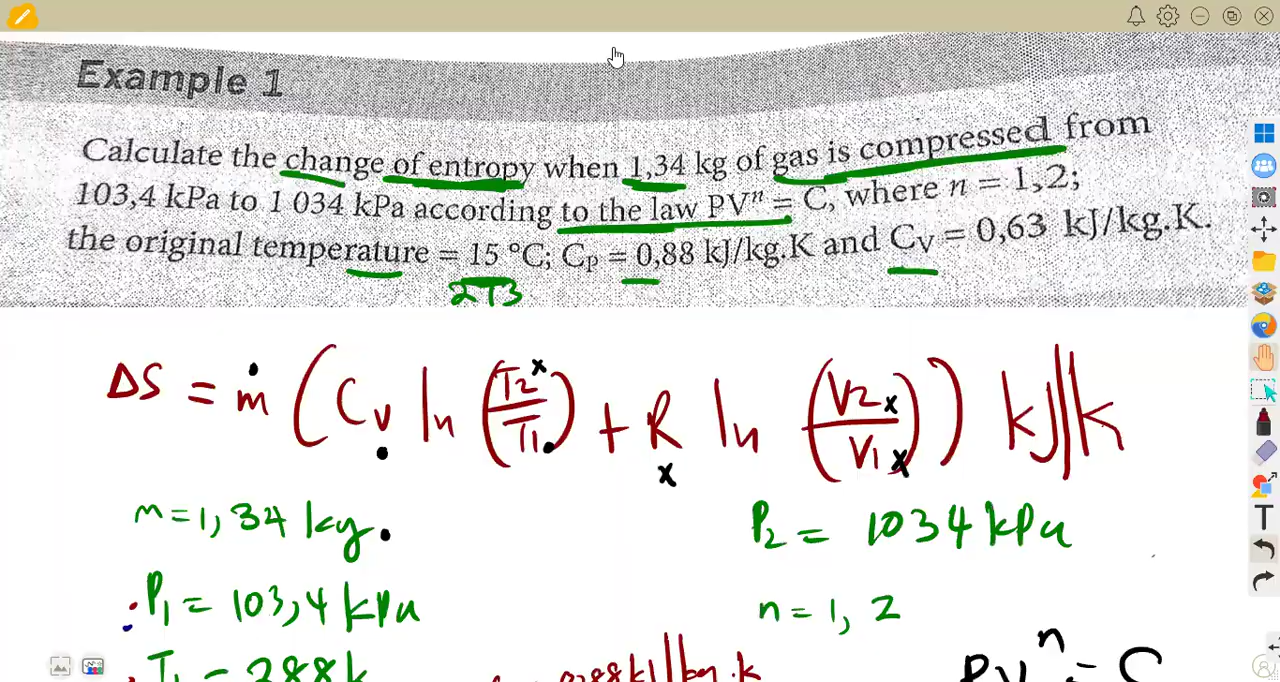 Example 1
Calculate the change of entropy when 1,34 kg of gas is compressed from
103,4 kPa to 1 034 kPa according to the law PVⁿ = C, where n = 1,2;
the original temperature = 15 °C; Cₚ = 0,88 kJ/kg.K and Cᵥ = 0,63 kJ/kg.K.
273
ΔS = ṁ (Cv ln (T2/T1) + R ln (V2/V1)) kJ/K
x
x
x
x
m = 1,34 kg
P2 = 1034 kPa
P1 = 103,4 kPa
n = 1, 2
T1 = 288k
PVⁿ = C
T